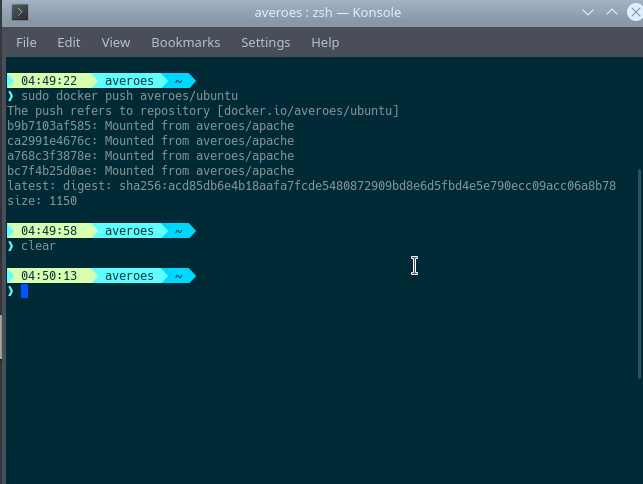 averoes : zsh — Konsole
File Edit View Bookmarks Settings Help
04:49:22 averoes ~
❯ sudo docker push averoes/ubuntu
The push refers to repository [docker.io/averoes/ubuntu]
b9b7103af585: Mounted from averoes/apache
ca2991e4676c: Mounted from averoes/apache
a768c3f3878e: Mounted from averoes/apache
bc7f4b25d0ae: Mounted from averoes/apache
latest: digest: sha256:acd85db6e4b18aafa7fcde5480872909bd8e6d5fbd4e5e790ecc09acc06a8b78
size: 1150
04:49:58 averoes ~
❯ clear
04:50:13 averoes ~
❯